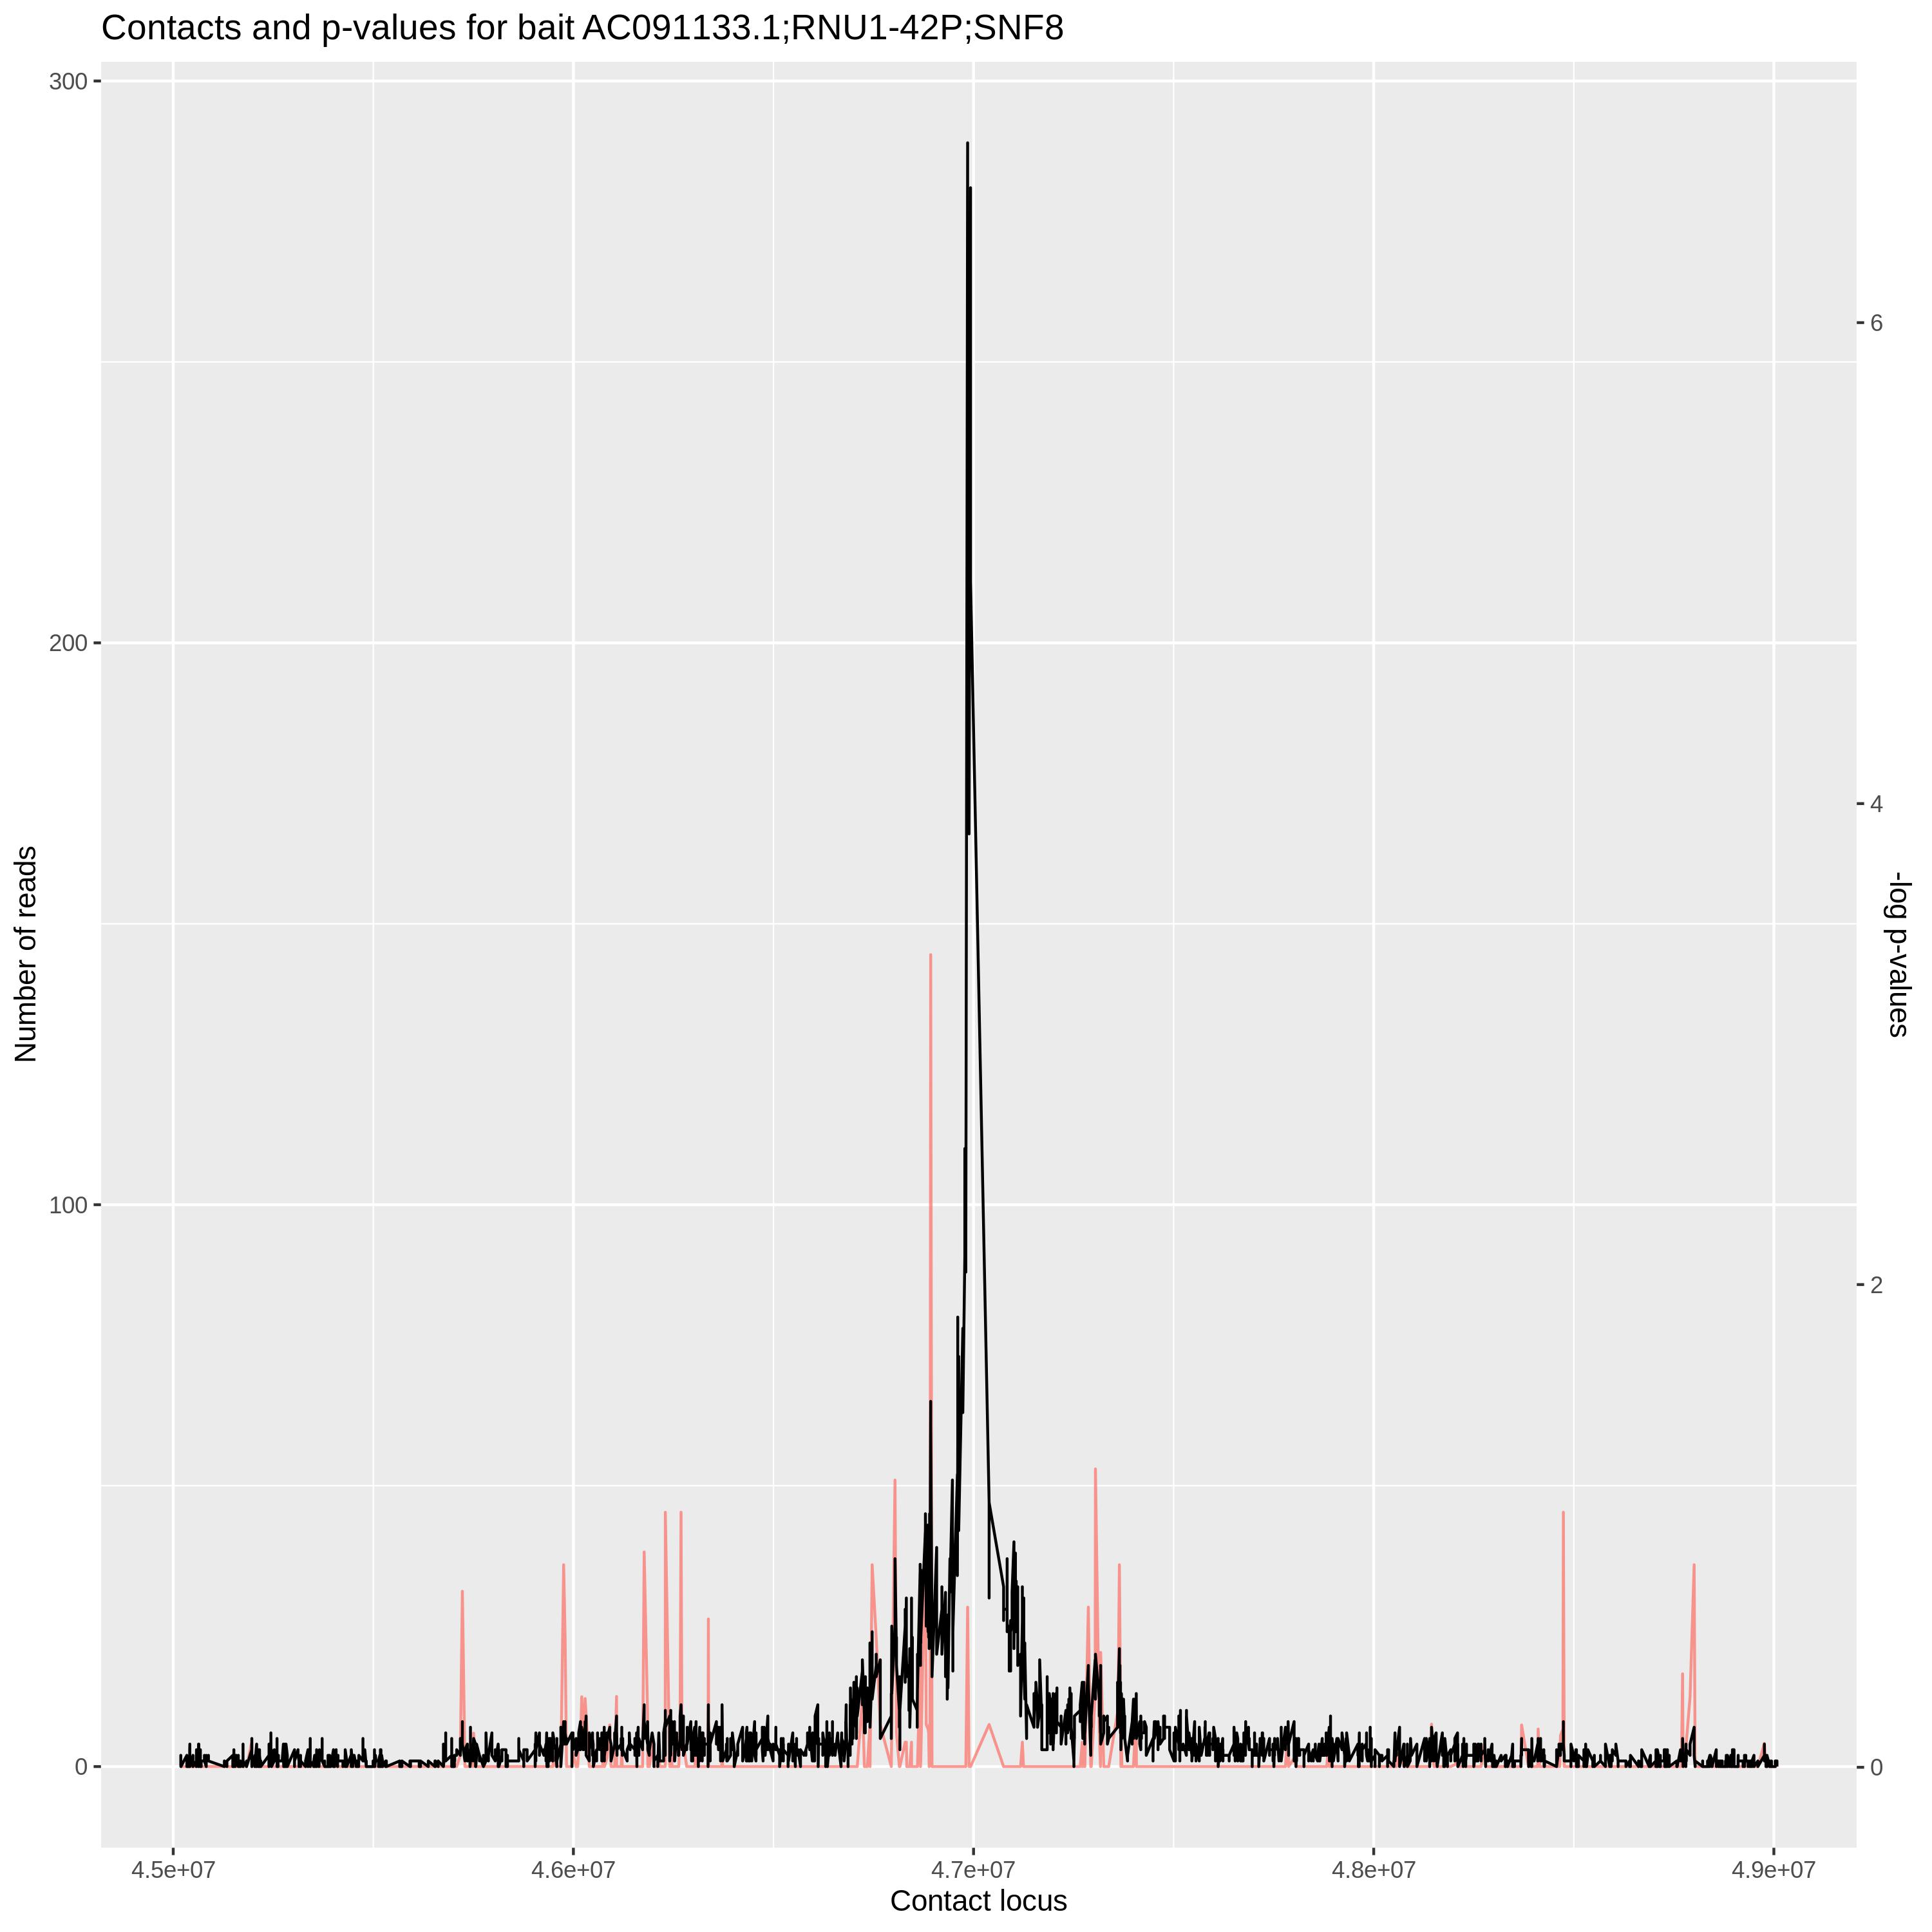 Contacts and p-values for bait AC091133.1;RNU1-42P;SNF8
300
200
100
0
Number of reads
6
4
2
0
-log p-values
4.5e+07 4.6e+07 4.7e+07 4.8e+07 4.9e+07
Contact locus